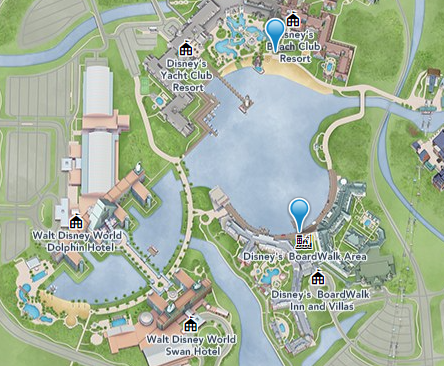 Disney's
Yacht Club
Resort
Disney's
Yacht Club
Resort
Walt Disney World
Dolphin Hotel
Disney's BoardWalk Area
Disney's BoardWalk
Inn and Villas
Walt Disney World
Swan Hotel